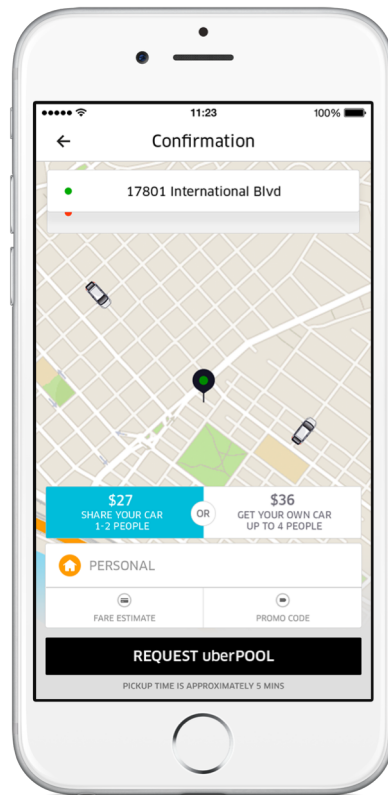 11:23
100%
Confirmation
17801 International Blvd
$27
SHARE YOUR CAR
1-2 PEOPLE
OR
$36
GET YOUR OWN CAR
UP TO 4 PEOPLE
PERSONAL
FARE ESTIMATE
PROMO CODE
REQUEST uberPOOL
PICKUP TIME IS APPROXIMATELY 5 MINS